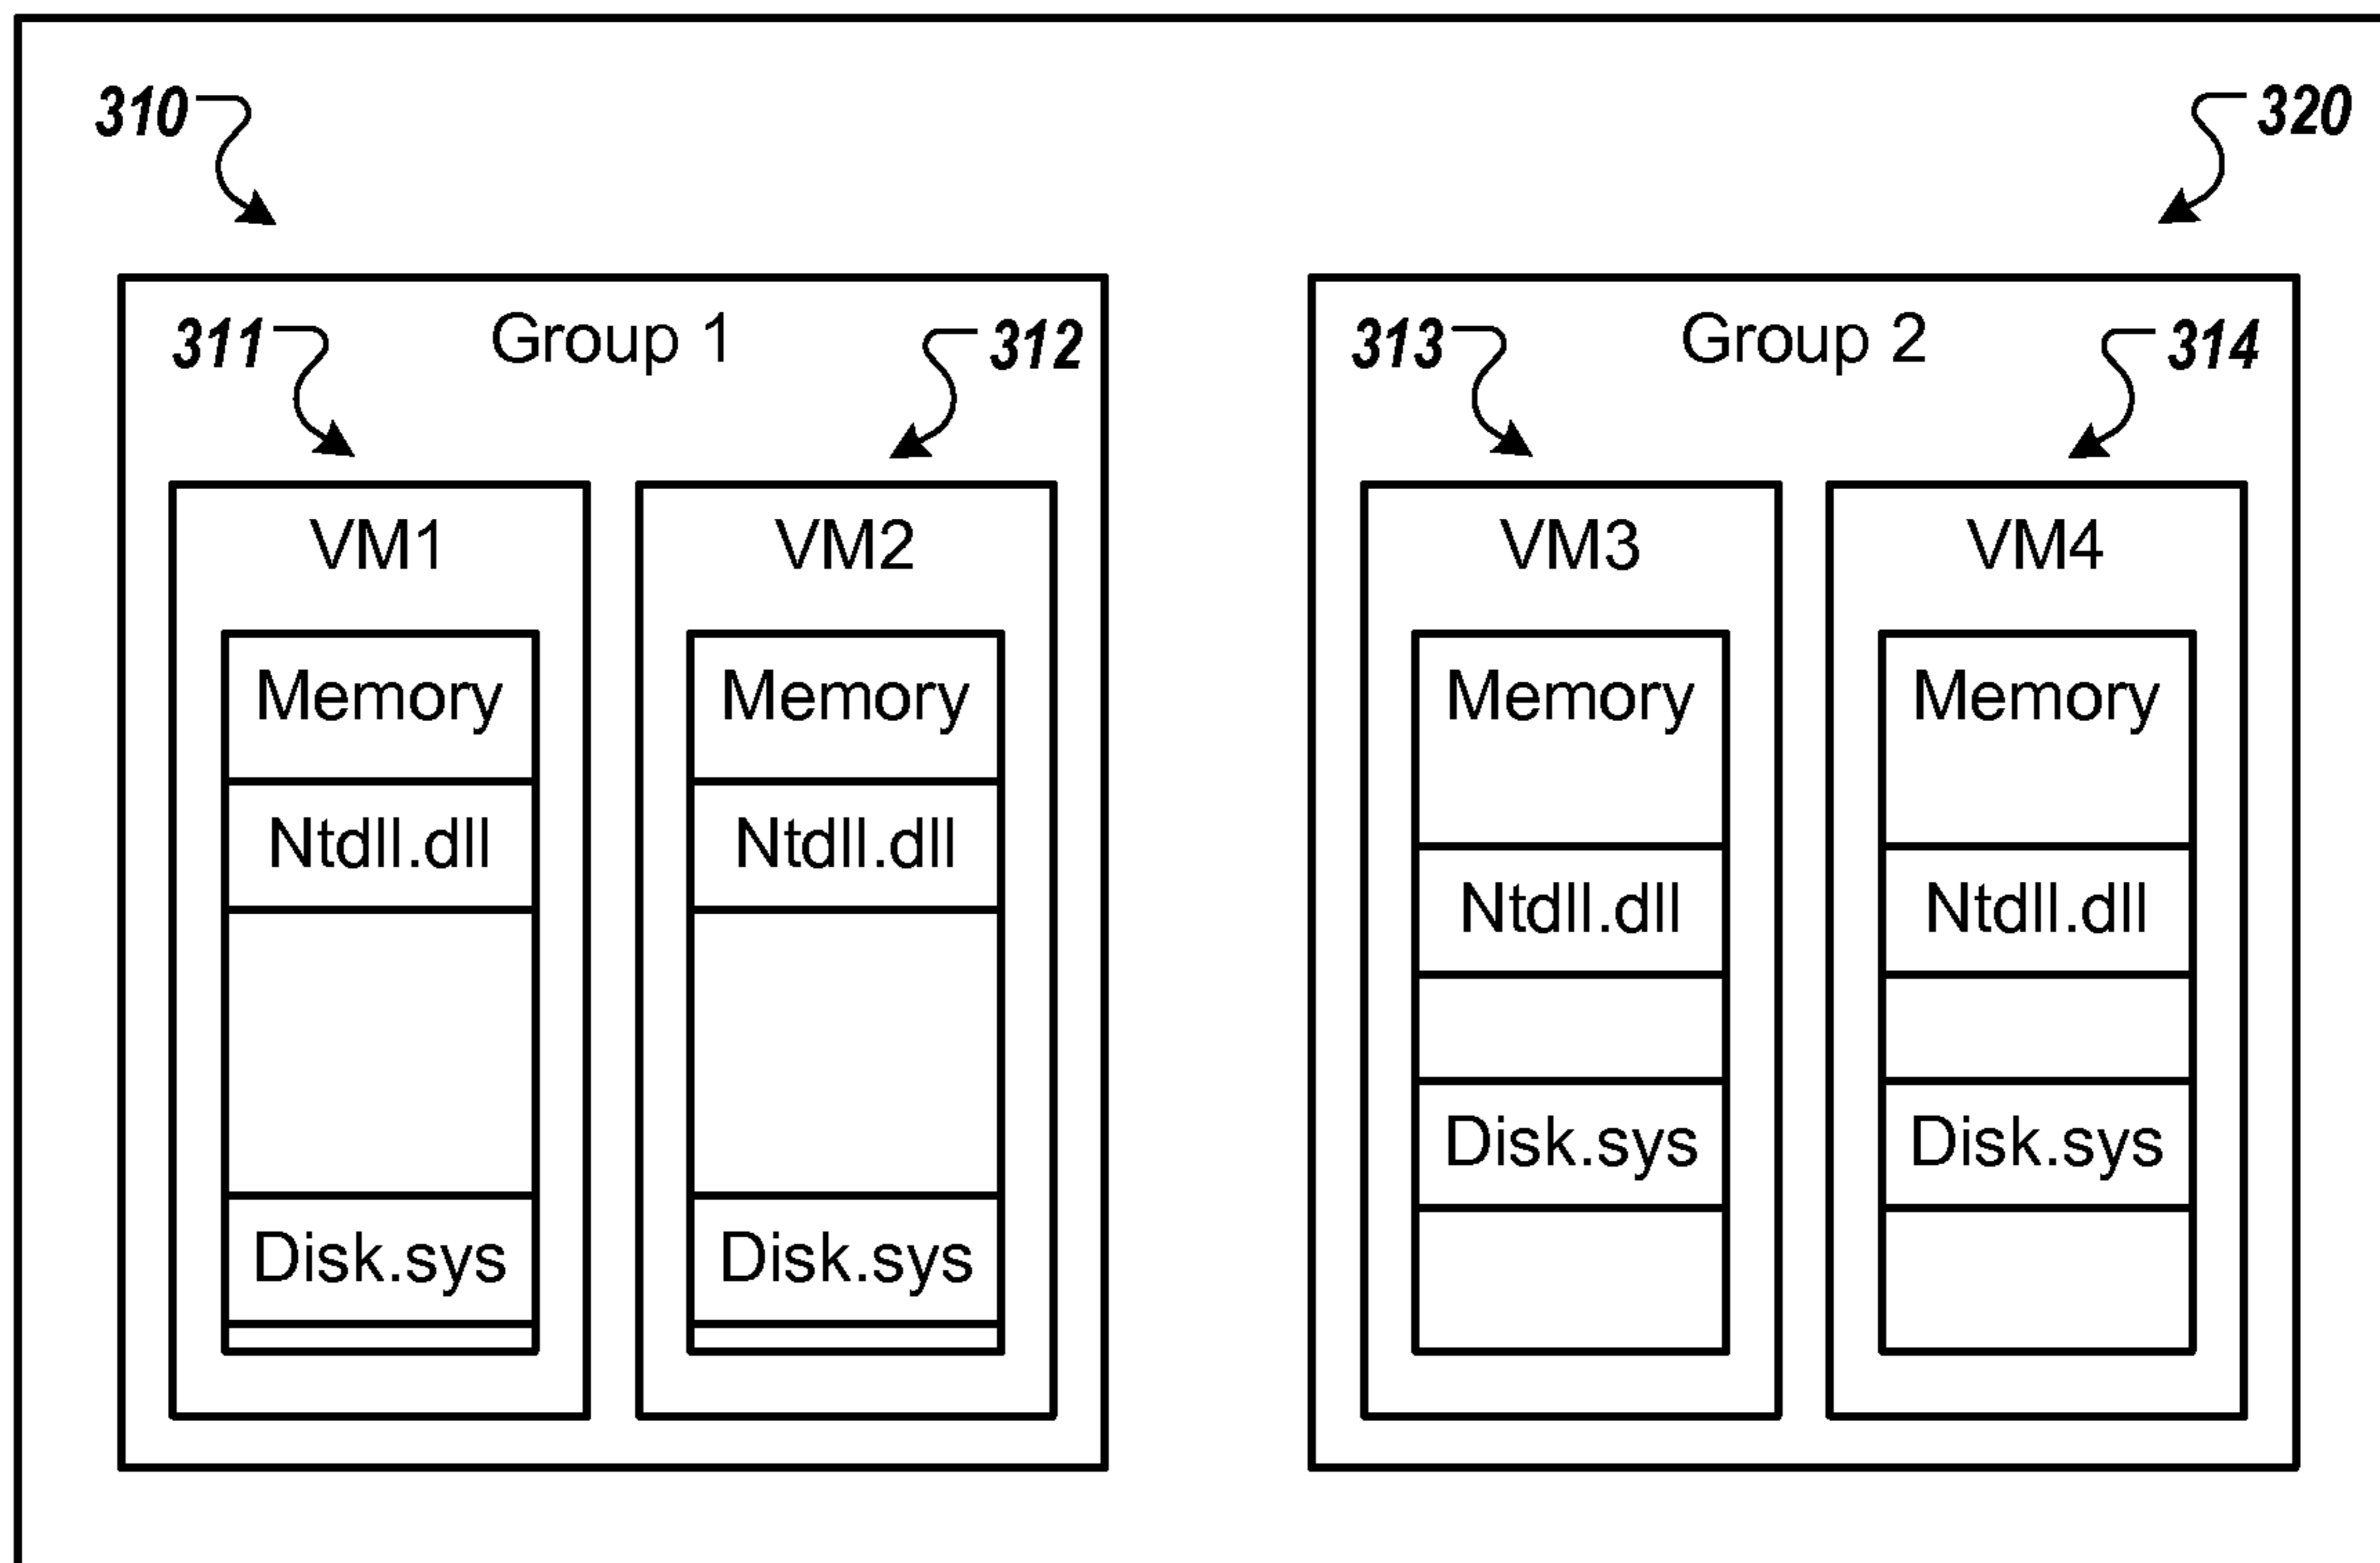 310
320
311
Group 1
312
313
Group 2
314
VM1
VM2
VM3
VM4
Memory
Memory
Memory
Memory
Ntdll.dll
Ntdll.dll
Ntdll.dll
Ntdll.dll
Disk.sys
Disk.sys
Disk.sys
Disk.sys